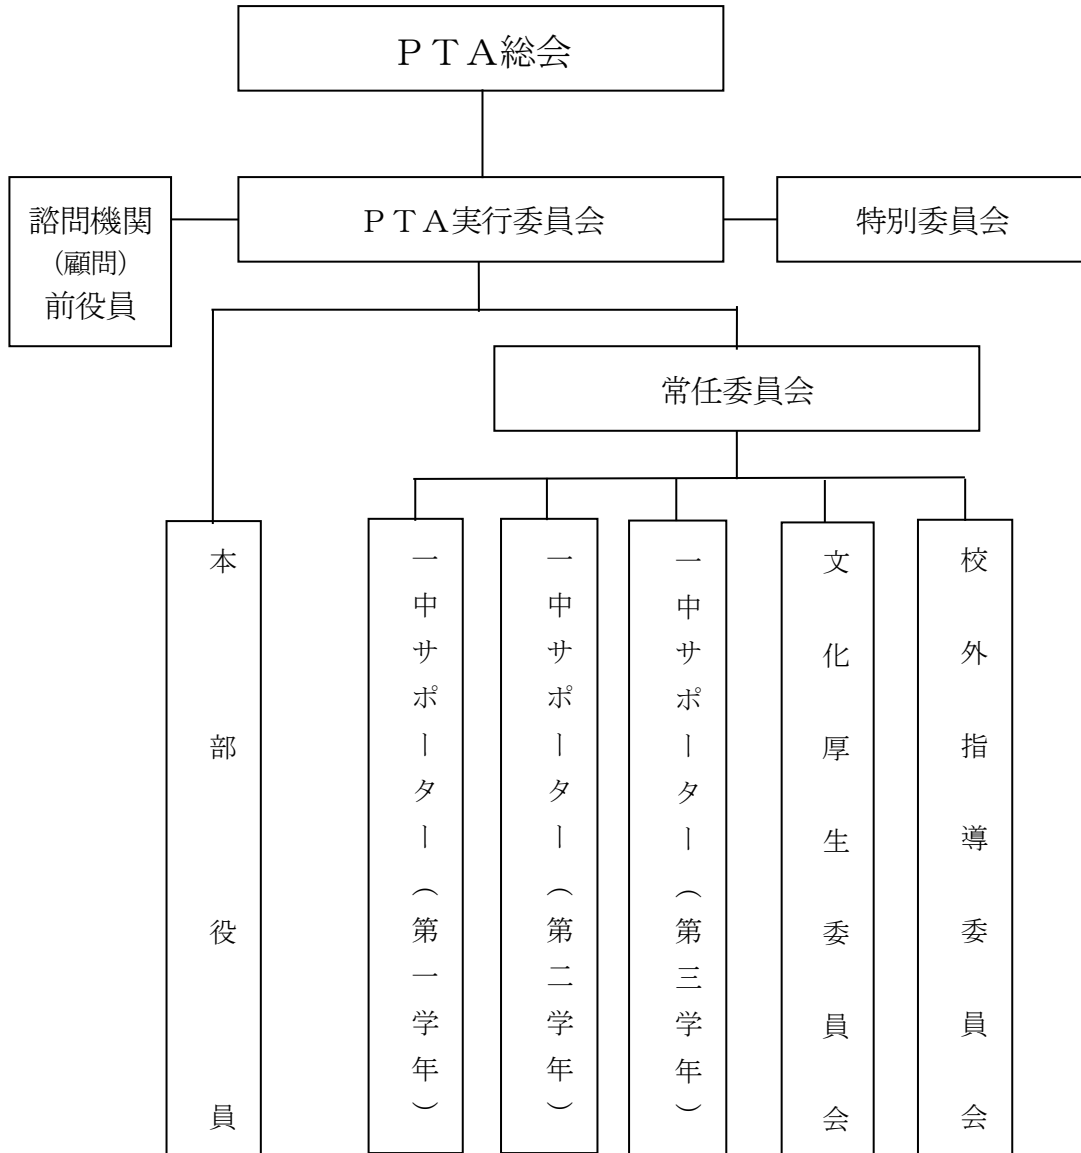 ＰＴＡ総会
諮問機関
（顧問）
前役員
ＰＴＡ実行委員会
特別委員会
常任委員会
本部役員
一中サポーター（第一学年）
一中サポーター（第二学年）
一中サポーター（第三学年）
文化厚生委員会
校外指導委員会